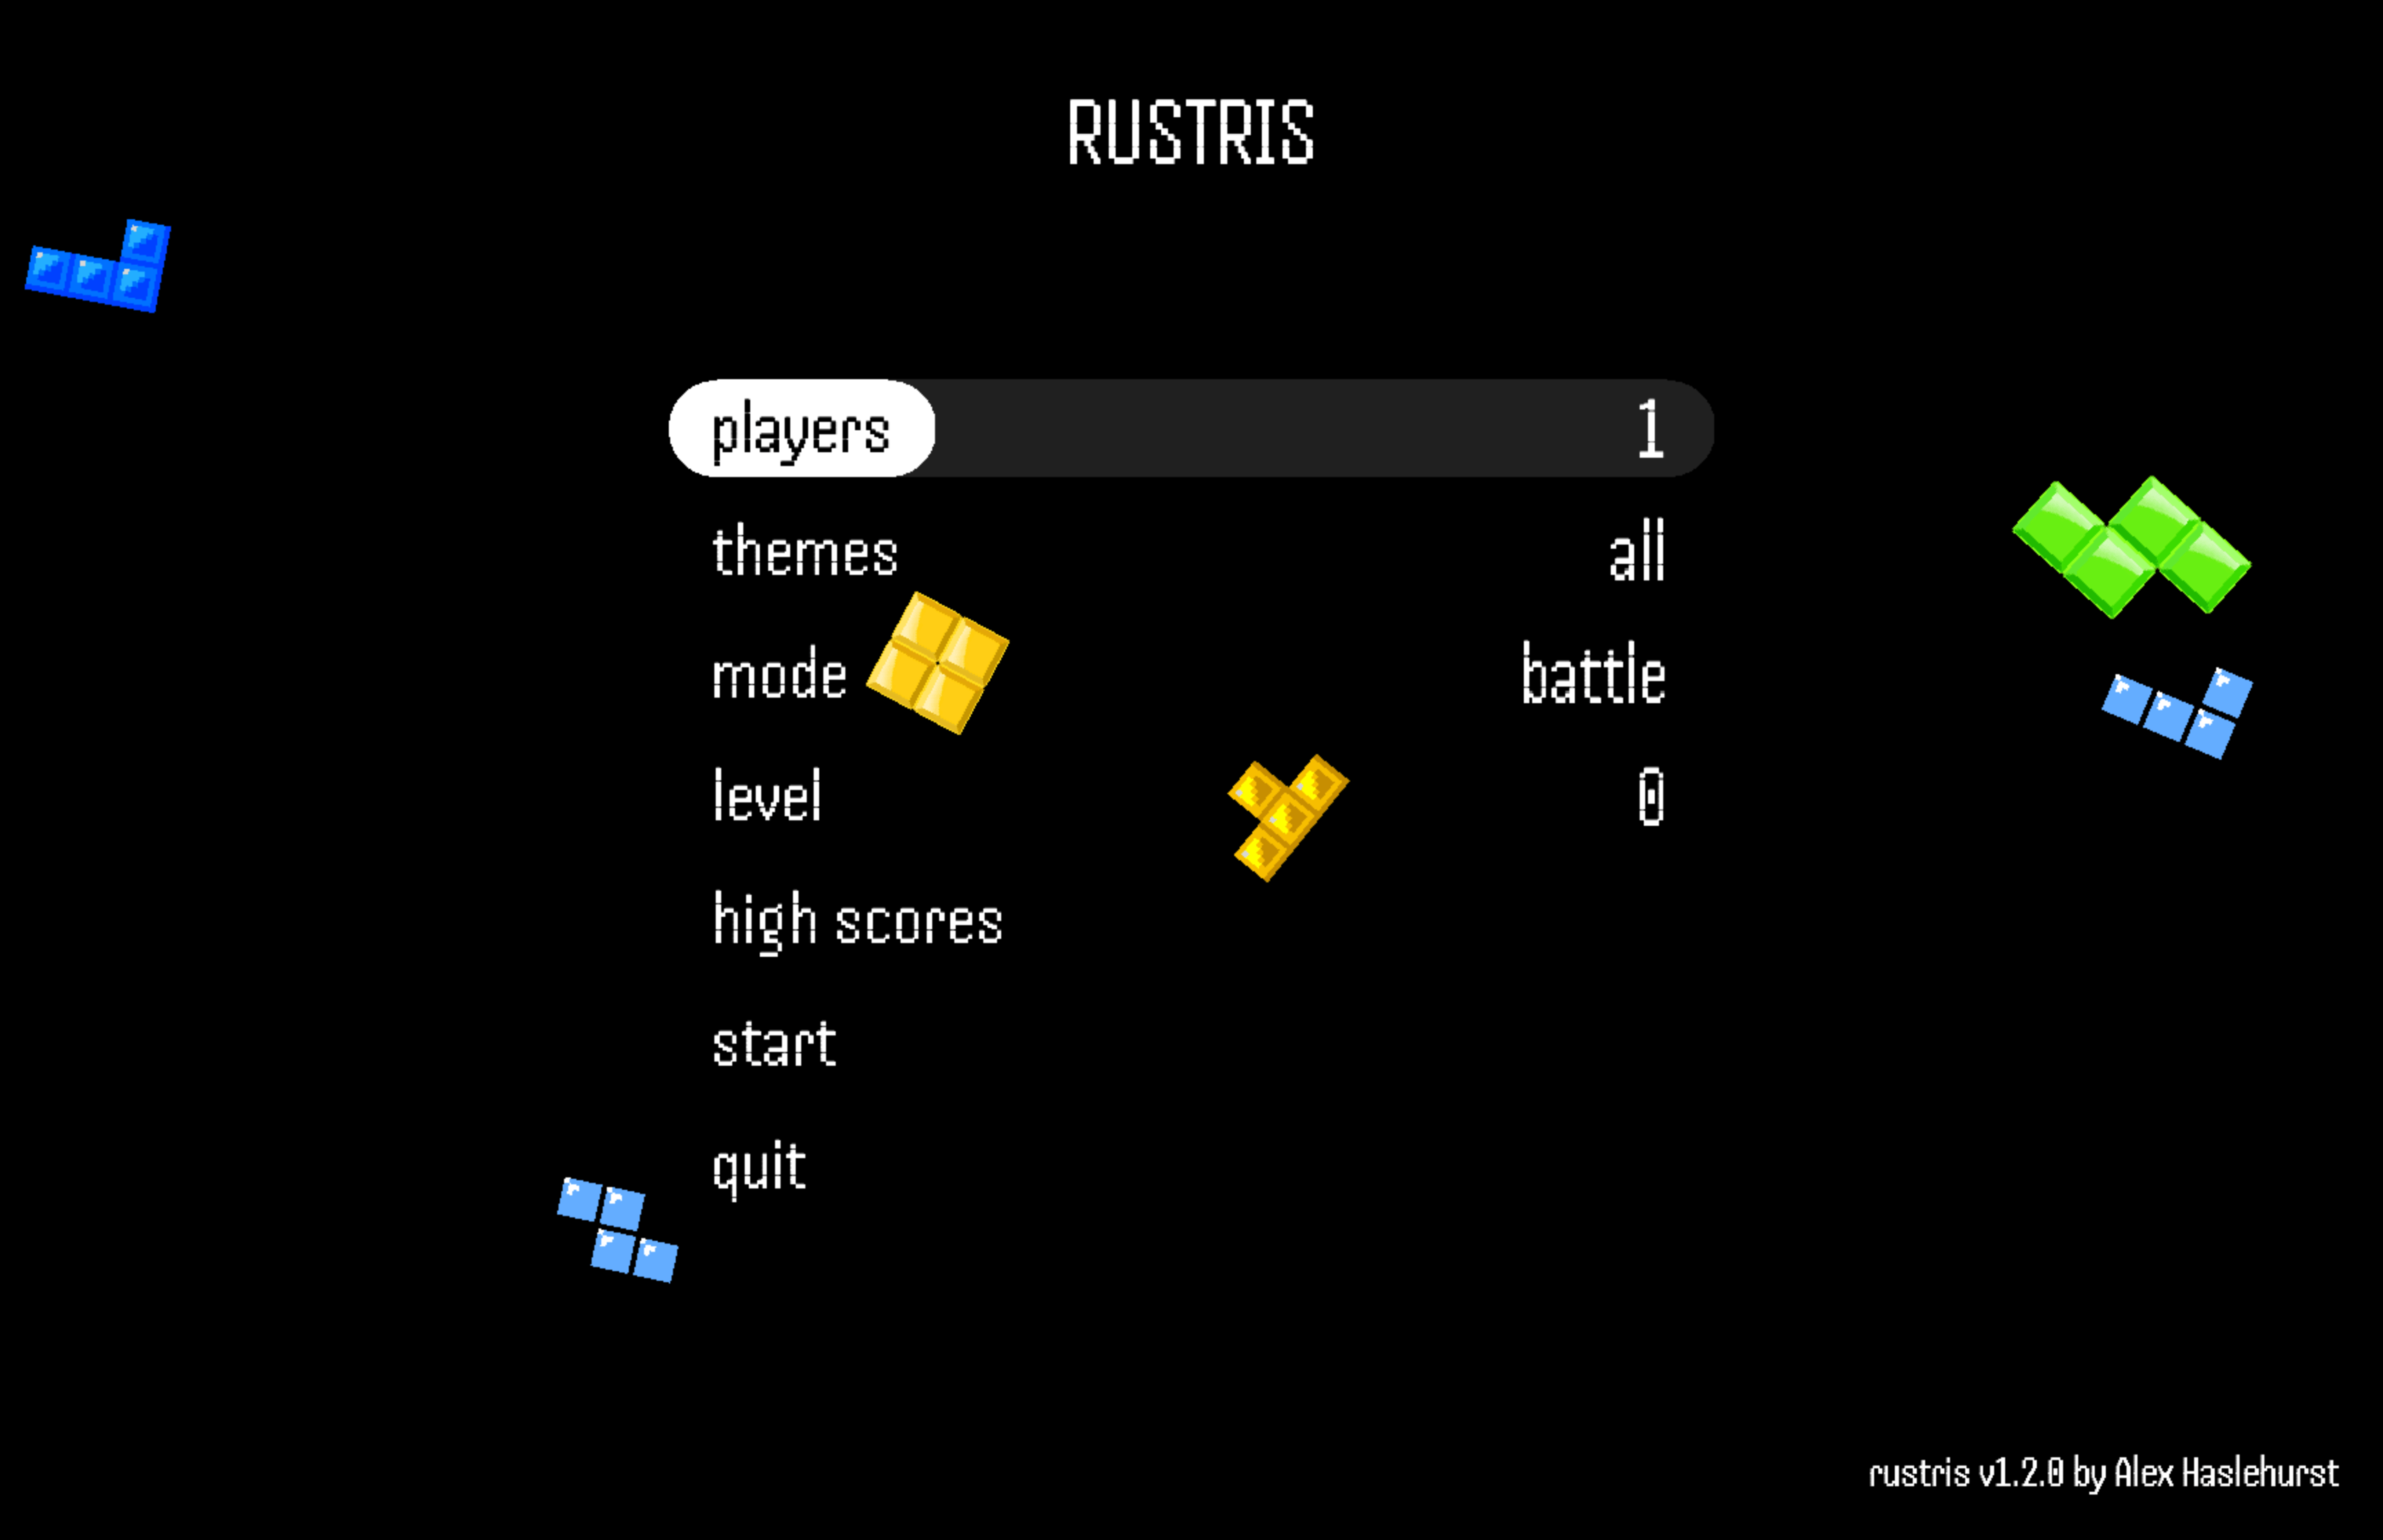 RUSTRIS
players 1
themes all
mode battle
level 0
high scores
start
quit
rustris v1.2.0 by Alex Haslehurst